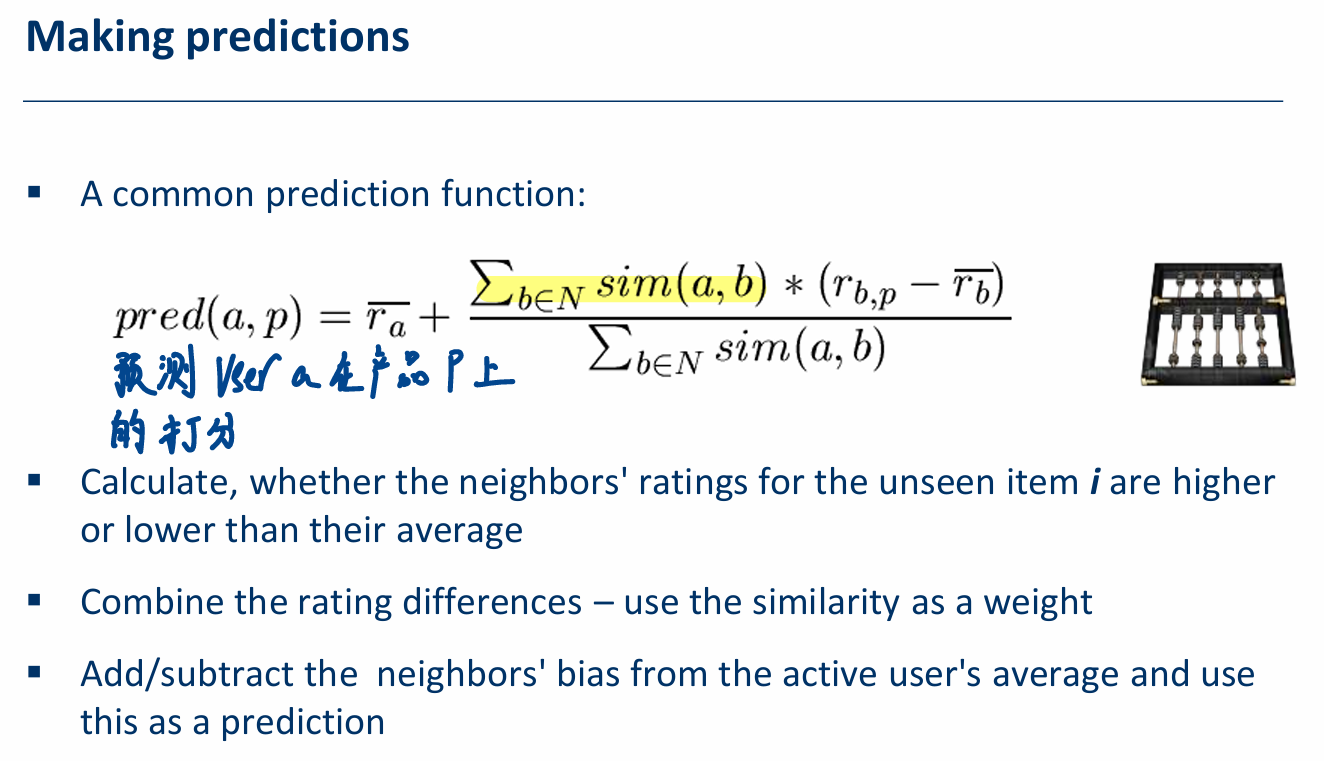 Making predictions
▪ A common prediction function:
pred(a, p) = \overline{r_a} + \frac{\sum_{b \in N} sim(a, b) * (r_{b,p} - \overline{r_b})}{\sum_{b \in N} sim(a, b)}
预测 User a 在产品 P 上
的打分
▪ Calculate, whether the neighbors' ratings for the unseen item i are higher
or lower than their average
▪ Combine the rating differences – use the similarity as a weight
▪ Add/subtract the neighbors' bias from the active user's average and use
this as a prediction